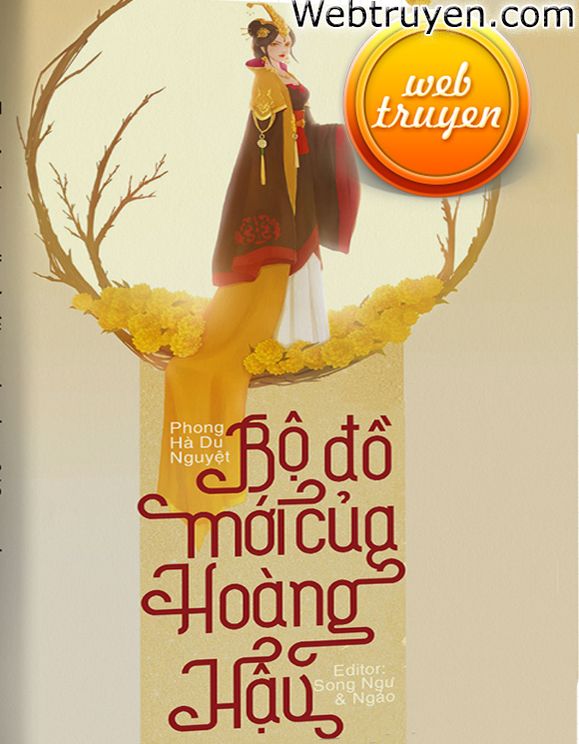 Webtruyen.com
web
truyen
Phong
Hà Du
Nguyệt
Bộ đồ
mới của
Hoàng
Hậu
Editor:
Song Ngư
& Ngáo